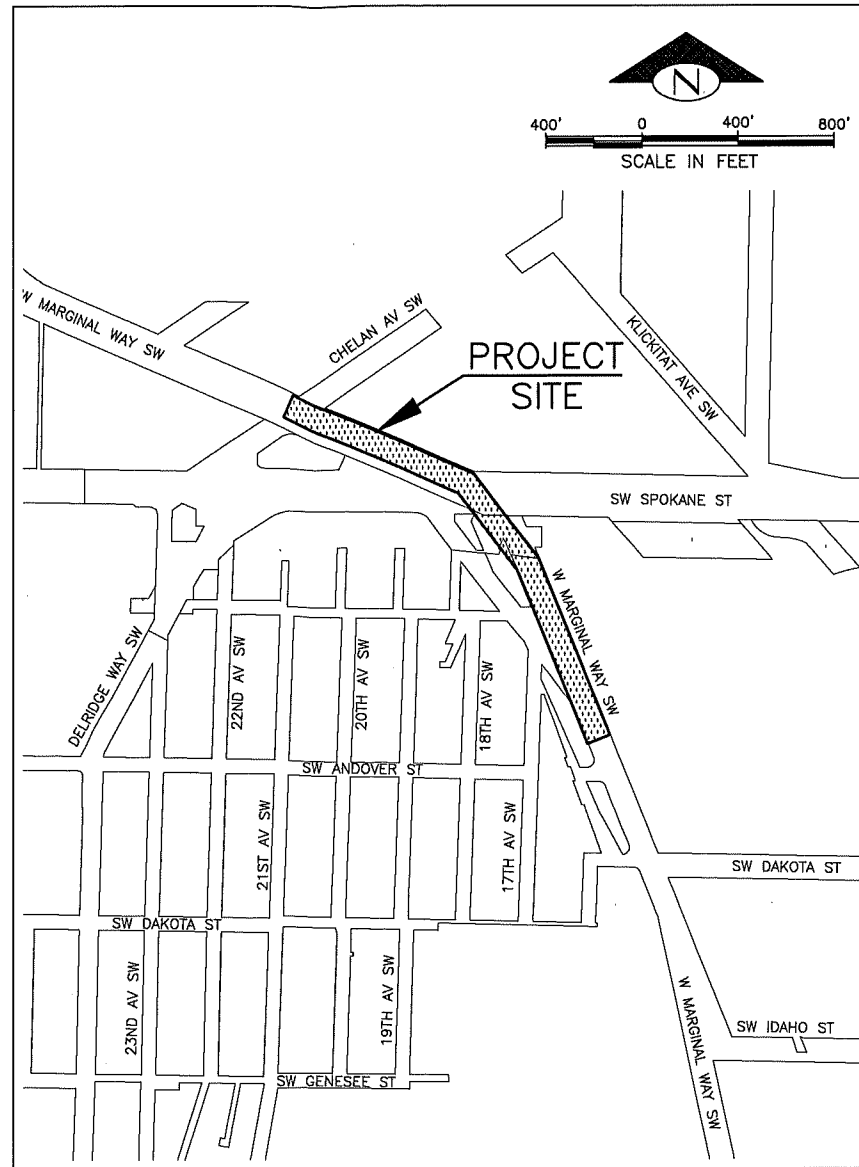 N
400' 0 400' 800'
SCALE IN FEET
W MARGINAL WAY SW
CHELAN AV SW
KLICKITAT AVE SW
PROJECT
SITE
SW SPOKANE ST
W MARGINAL WAY SW
DELRIDGE WAY SW
22ND AV SW
20TH AV SW
18TH AV SW
SW ANDOVER ST
21ST AV SW
17TH AV SW
SW DAKOTA ST
SW DAKOTA ST
23ND AV SW
19TH AV SW
W MARGINAL WAY SW
SW IDAHO ST
SW GENESEE ST